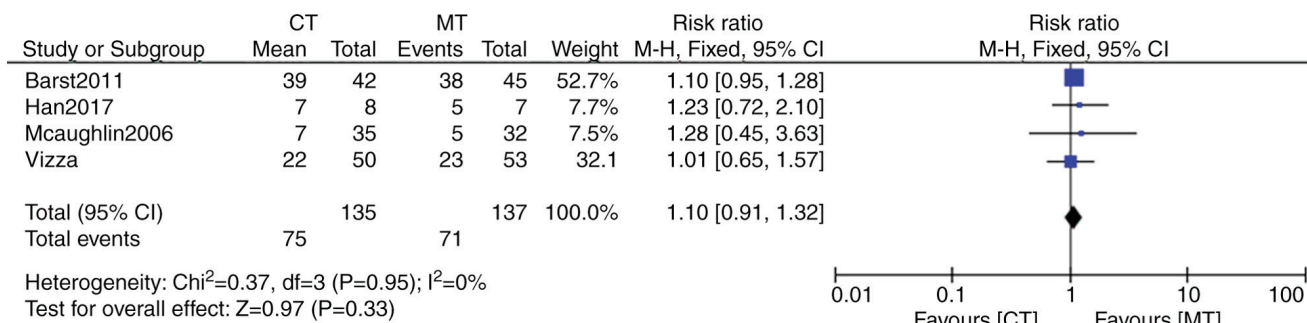 CT MT Risk ratio Risk ratio
Study or Subgroup Mean Total Events Total Weight M-H, Fixed, 95% CI M-H, Fixed, 95% CI
Barst2011 39 42 38 45 52.7% 1.10 [0.95, 1.28]
Han2017 7 8 5 7 7.7% 1.23 [0.72, 2.10]
Mcaughlin2006 7 35 5 32 7.5% 1.28 [0.45, 3.63]
Vizza 22 50 23 53 32.1 1.01 [0.65, 1.57]
Total (95% CI) 135 137 100.0% 1.10 [0.91, 1.32]
Total events 75 71
Heterogeneity: Chi²=0.37, df=3 (P=0.95); I²=0%
Test for overall effect: Z=0.97 (P=0.33)
0.01 0.1 1 10 100
Favours [CT] Favours [MT]